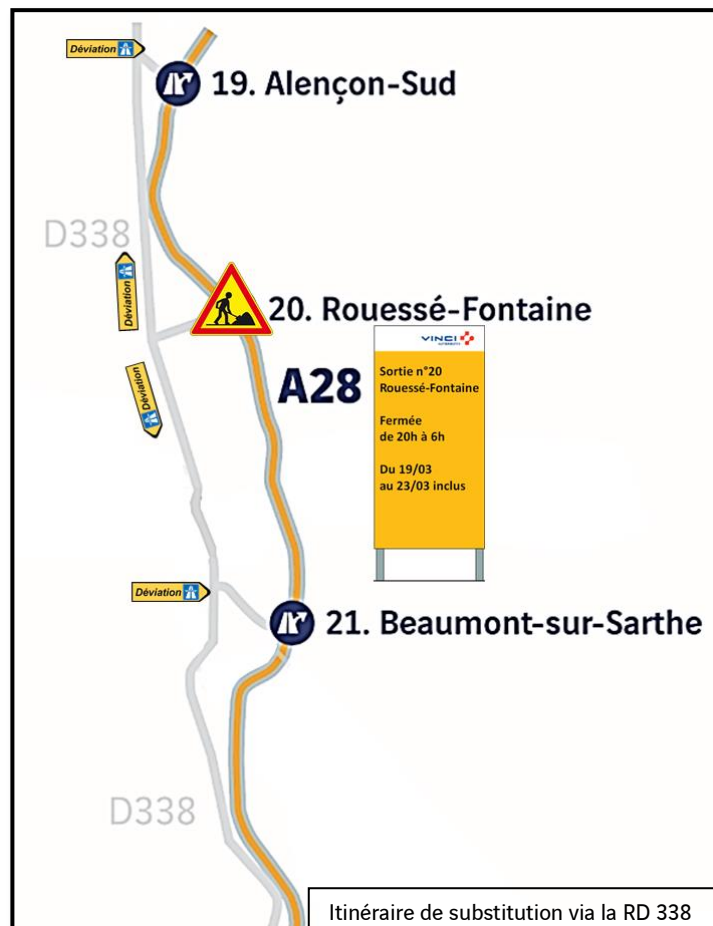 Déviation
19. Alençon-Sud
D338
Déviation
20. Rouessé-Fontaine
A28
VINCI
AUTOROUTES
Sortie n°20
Rouessé-Fontaine
Fermée
de 20h à 6h
Du 19/03
au 23/03 inclus
Déviation
Déviation
21. Beaumont-sur-Sarthe
D338
Itinéraire de substitution via la RD 338